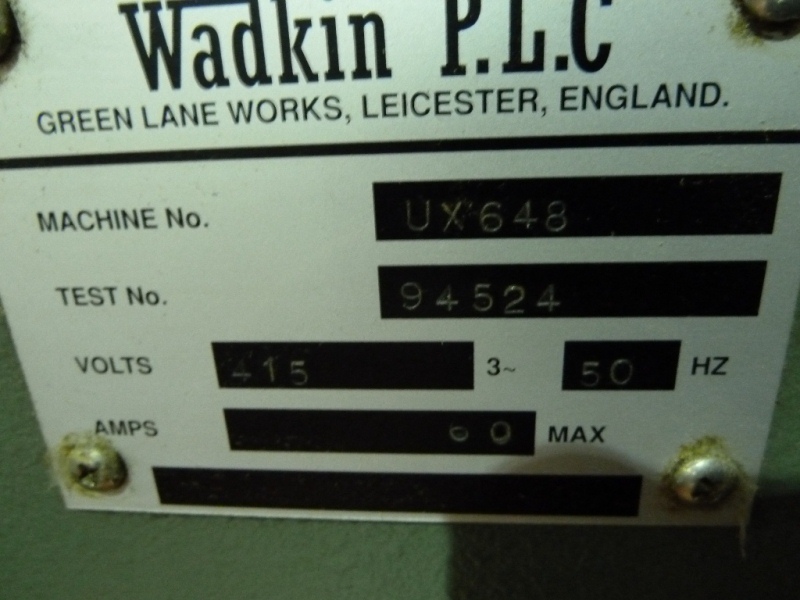 Wadkin P.L.C
GREEN LANE WORKS, LEICESTER, ENGLAND.
MACHINE No. UX648
TEST No. 94524
VOLTS 415 3~ 50 HZ
AMPS 60 MAX